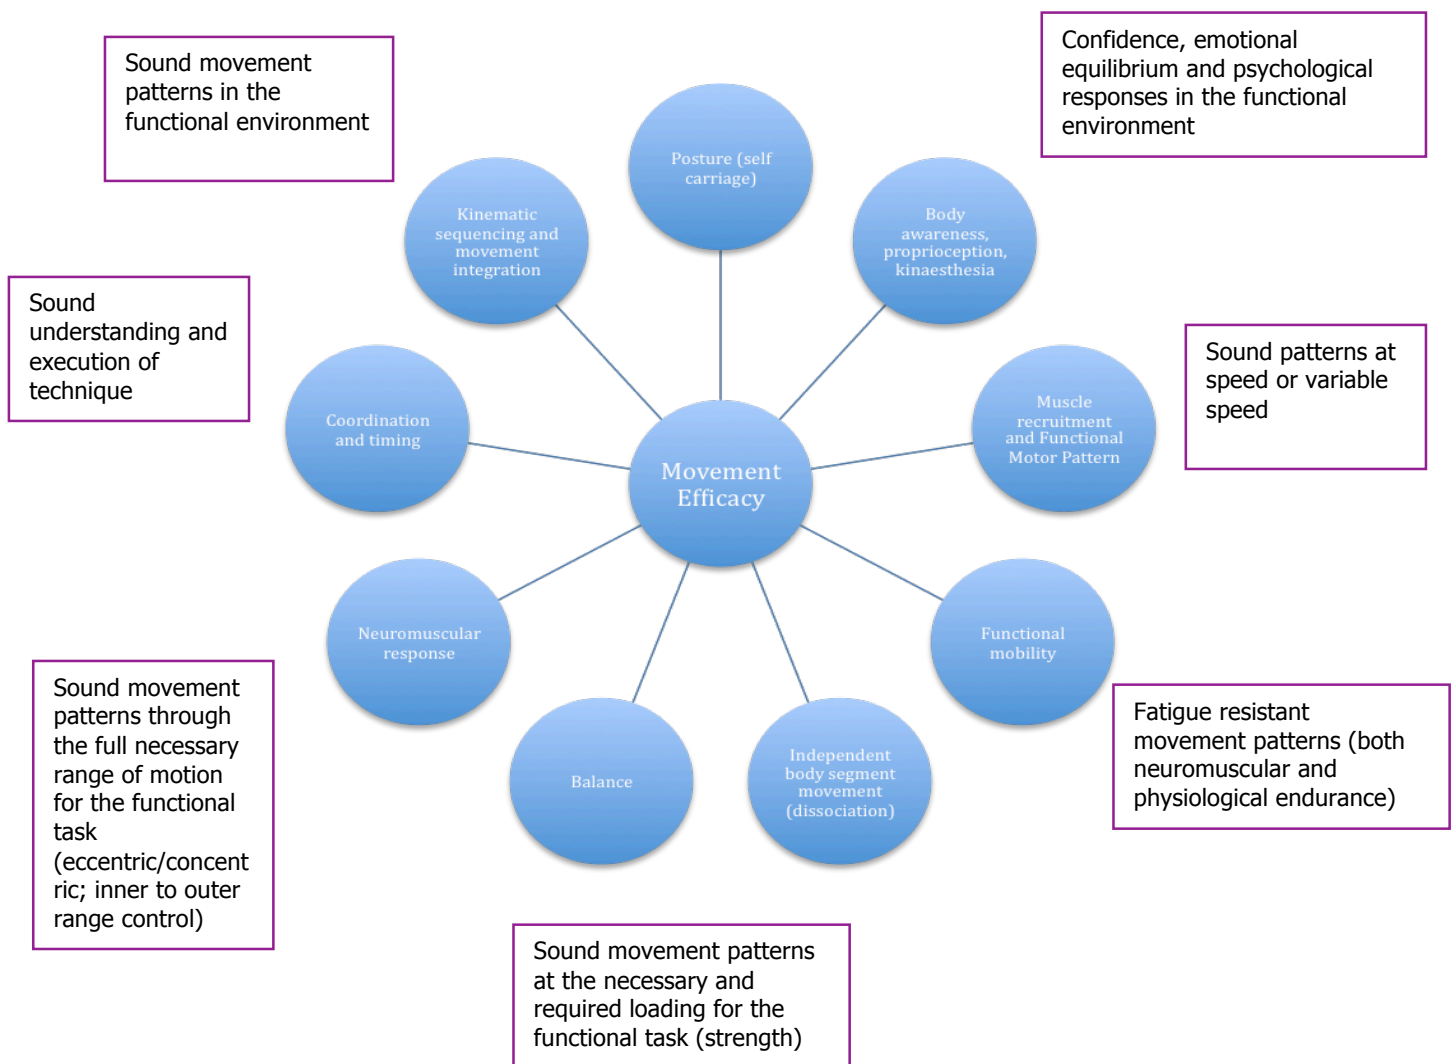 Sound movement
patterns in the
functional environment
Confidence, emotional
equilibrium and psychological
responses in the functional
environment
Posture (self
carriage)
Kinematic
sequencing and
movement
integration
Body
awareness,
proprioception,
kinaesthesia
Sound
understanding and
execution of
technique
Sound patterns at
speed or variable
speed
Coordination
and timing
Muscle
recruitment
and Functional
Motor Pattern
Movement
Efficacy
Neuromuscular
response
Functional
mobility
Sound movement
patterns through
the full necessary
range of motion
for the functional
task
(eccentric/concent
ric; inner to outer
range control)
Balance
Independent
body segment
movement
(dissociation)
Fatigue resistant
movement patterns (both
neuromuscular and
physiological endurance)
Sound movement patterns
at the necessary and
required loading for the
functional task (strength)